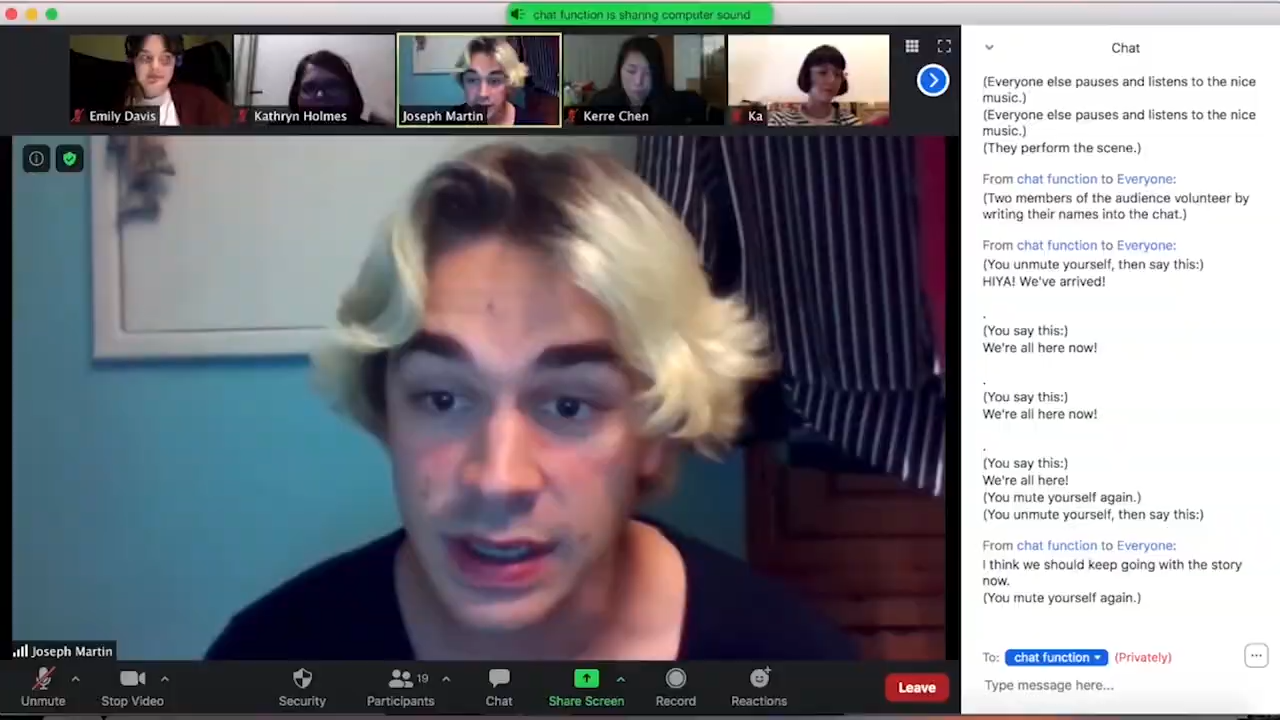 chat function is sharing computer sound
Emily Davis
Kathryn Holmes
Joseph Martin
Kerre Chen
Ka
Chat
(Everyone else pauses and listens to the nice
music.)
(Everyone else pauses and listens to the nice
music.)
(They perform the scene.)
From chat function to Everyone:
(Two members of the audience volunteer by
writing their names into the chat.)
From chat function to Everyone:
(You unmute yourself, then say this:)
HIYA! We've arrived!
.
(You say this:)
We're all here now!
.
(You say this:)
We're all here now!
.
(You say this:)
We're all here!
(You mute yourself again.)
(You unmute yourself, then say this:)
From chat function to Everyone:
I think we should keep going with the story
now.
(You mute yourself again.)
To: chat function (Privately)
Type message here...
Joseph Martin
Unmute
Stop Video
Security
19
Participants
Chat
Share Screen
Record
Reactions
Leave